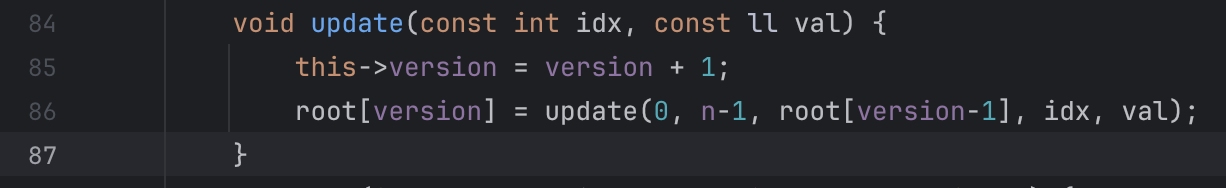 84 void update(const int idx, const ll val) {
85 this->version = version + 1;
86 root[version] = update(0, n-1, root[version-1], idx, val);
87 }